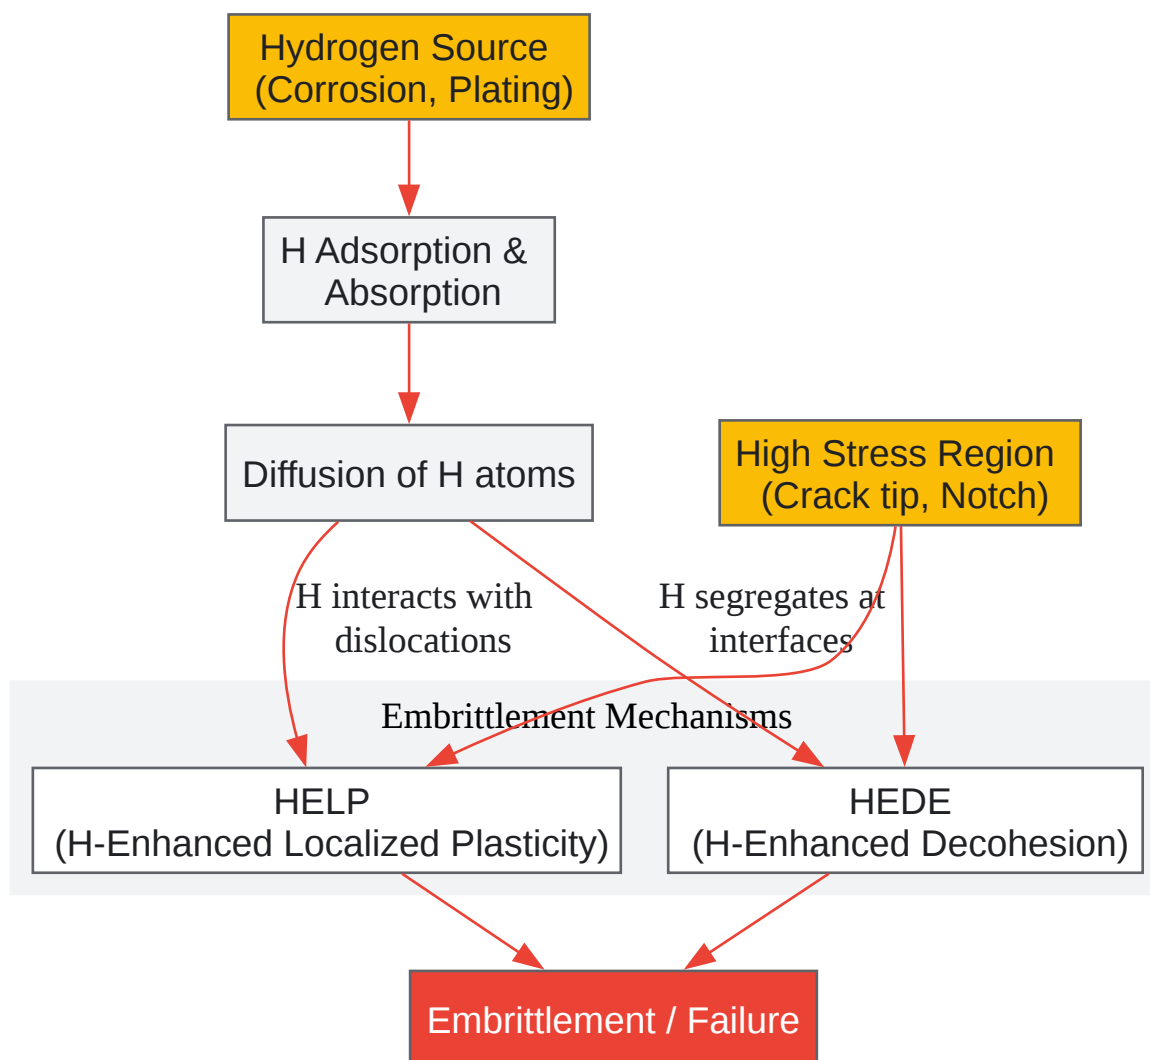 Hydrogen Source
(Corrosion, Plating)
H Adsorption &
Absorption
Diffusion of H atoms
High Stress Region
(Crack tip, Notch)
H interacts with
dislocations
H segregates at
interfaces
Embrittlement Mechanisms
HELP
(H-Enhanced Localized Plasticity)
HEDE
(H-Enhanced Decohesion)
Embrittlement / Failure